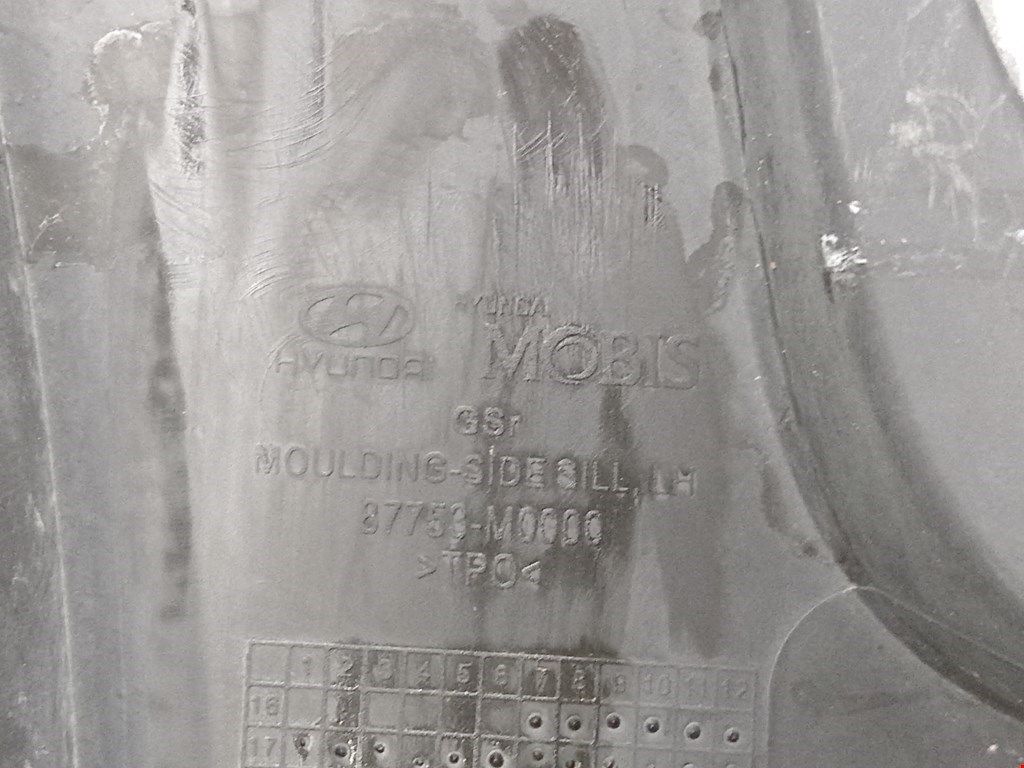 HYUNDAI
HYUNDAI
MOBIS
GSr
MOULDING-SIDE SILL, LH
87753-M0000
>TPO<
1 2 3 4 5 6 7 8 9 10 11 12
16
17